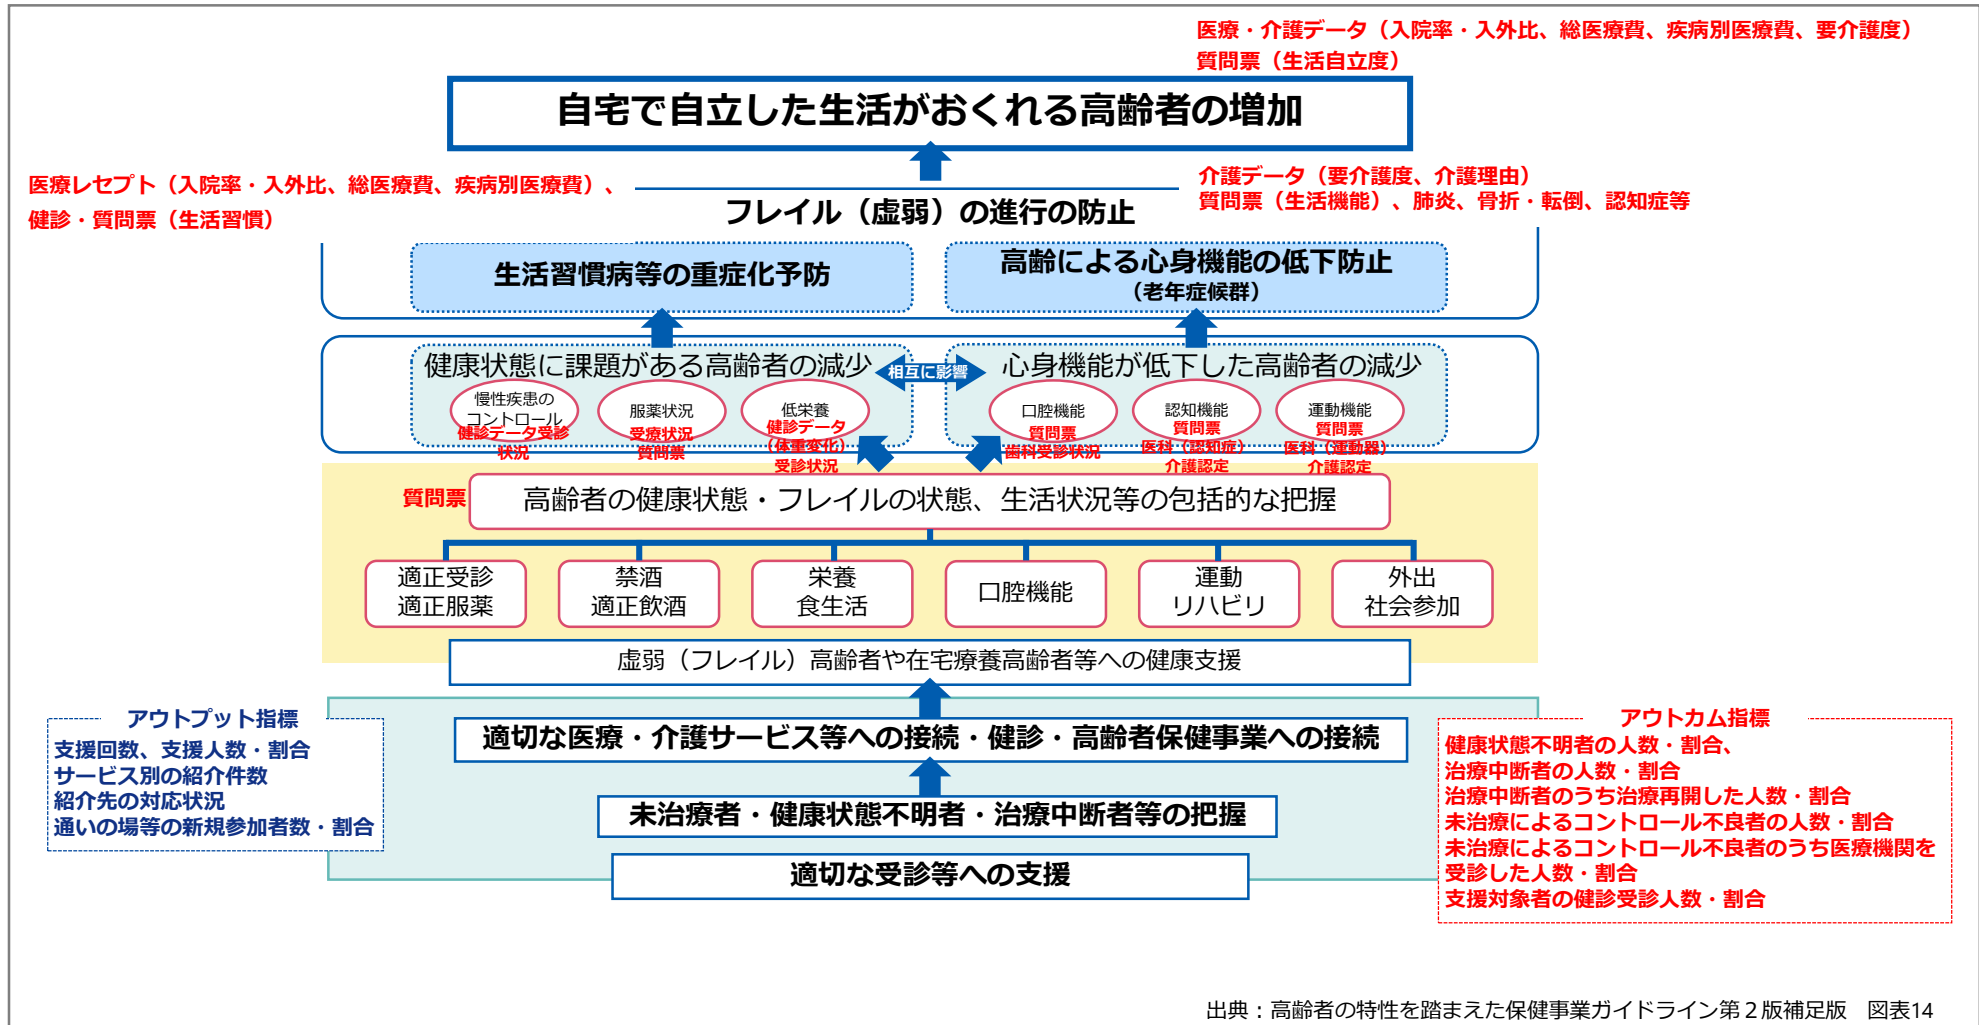 医療・介護データ（入院率・入外比、総医療費、疾病別医療費、要介護度）
質問票（生活自立度）
自宅で自立した生活がおくれる高齢者の増加
医療レセプト（入院率・入外比、総医療費、疾病別医療費）、
健診・質問票（生活習慣）
介護データ（要介護度、介護理由）
質問票（生活機能）、肺炎、骨折・転倒、認知症等
フレイル（虚弱）の進行の防止
生活習慣病等の重症化予防
高齢による心身機能の低下防止
（老年症候群）
健康状態に課題がある高齢者の減少
相互に影響
心身機能が低下した高齢者の減少
慢性疾患の
コントロール
健診データ受診
状況
服薬状況
受療状況
質問票
低栄養
健診データ
（体重変化）
受診状況
口腔機能
質問票
歯科受診状況
認知機能
質問票
医科（認知症）
介護認定
運動機能
質問票
医科（運動器）
介護認定
質問票
高齢者の健康状態・フレイルの状態、生活状況等の包括的な把握
適正受診
適正服薬
禁酒
適正飲酒
栄養
食生活
口腔機能
運動
リハビリ
外出
社会参加
虚弱（フレイル）高齢者や在宅療養高齢者等への健康支援
適切な医療・介護サービス等への接続・健診・高齢者保健事業への接続
未治療者・健康状態不明者・治療中断者等の把握
適切な受診等への支援
アウトプット指標
支援回数、支援人数・割合
サービス別の紹介件数
紹介先の対応状況
通いの場等の新規参加者数・割合
アウトカム指標
健康状態不明者の人数・割合、
治療中断者の人数・割合
治療中断者のうち治療再開した人数・割合
未治療によるコントロール不良者の人数・割合
未治療によるコントロール不良者のうち医療機関を
受診した人数・割合
支援対象者の健診受診人数・割合
出典：高齢者の特性を踏まえた保健事業ガイドライン第２版補足版　図表14